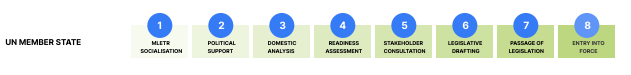 UN MEMBER STATE
1
MLETR
SOCIALISATION
2
POLITICAL
SUPPORT
3
DOMESTIC
ANALYSIS
4
READINESS
ASSESSMENT
5
STAKEHOLDER
CONSULTATION
6
LEGISLATIVE
DRAFTING
7
PASSAGE OF
LEGISLATION
8
ENTRY INTO
FORCE